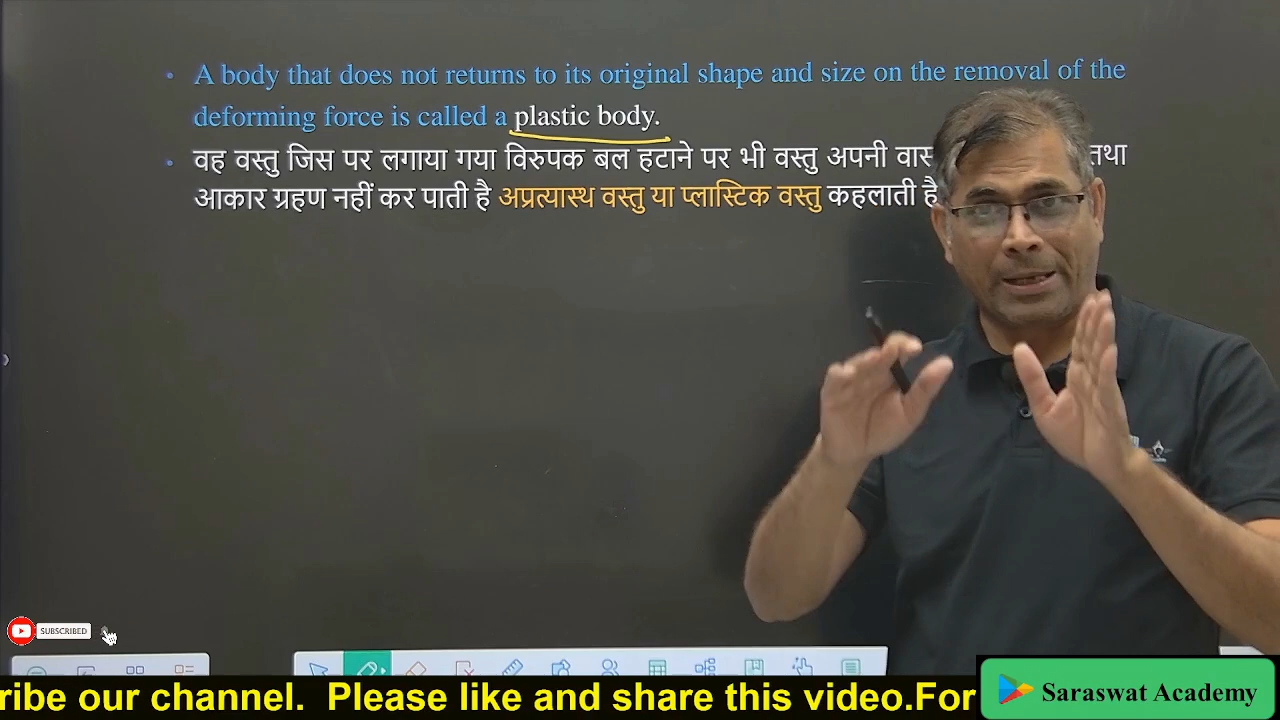 A body that does not returns to its original shape and size on the removal of the
deforming force is called a plastic body.
वह वस्तु जिस पर लगाया गया विरुपक बल हटाने पर भी वस्तु अपनी तथा
आकार ग्रहण नहीं कर पाती है अप्रत्यास्थ वस्तु या प्लास्टिक वस्तु कहलाती है
SUBSCRIBED
ribe our channel. Please like and share this video.For
Saraswat Academy